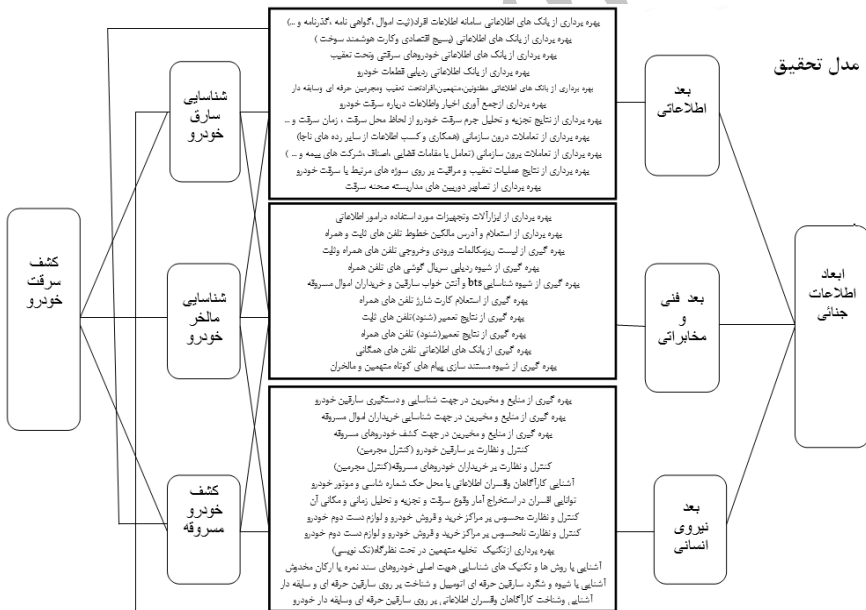 مدل تحقیق
ابعاد
اطلاعات
جنائی
بعد
اطلاعاتی
بهره برداری از بانک های اطلاعاتی سامانه اطلاعات افراد(ثبت اموال ،گواهی نامه ،گذرنامه و ...)
بهره برداری از بانک های اطلاعاتی (بسیج اقتصادی وکارت هوشمند سوخت )
بهره برداری از بانک های اطلاعاتی خودروهای سرقتی وتحت تعقیب
بهره برداری از بانک اطلاعاتی ردیابی قطعات خودرو
بهره برداری از بانک های اطلاعاتی مظنونین،متهمین،افرادتحت تعقیب ومجرمین حرفه ای وسابقه دار
بهره برداری ازجمع آوری اخبار واطلاعات درباره سرقت خودرو
بهره برداری از نتایج تجزیه و تحلیل جرم سرقت خودرو از لحاظ محل سرقت ، زمان سرقت و ...
بهره برداری از تعاملات درون سازمانی (همکاری و کسب اطلاعات از سایر رده های ناجا)
بهره برداری از تعاملات برون سازمانی (تعامل با مقامات قضایی ،اصناف ،شرکت های بیمه و ... )
بهره برداری از نتایج عملیات تعقیب و مراقبت بر روی سوژه های مرتبط با سرقت خودرو
بهره برداری از تصاویر دوربین های مداربسته صحنه سرقت
بعد فنی
و
مخابراتی
بهره برداری از ابزارآلات وتجهیزات مورد استفاده درامور اطلاعاتی
بهره برداری از استعلام و آدرس مالکین خطوط تلفن های ثابت و همراه
بهره گیری از لیست ریزمکالمات ورودی وخروجی تلفن های همراه وثابت
بهره گیری از شیوه ردیابی سریال گوشی های تلفن همراه
بهره گیری از شیوه شناسایی bts و آنتن خواب سارقین و خریداران اموال مسروقه
بهره گیری از استعلام کارت شارژ تلفن های همراه
بهره گیری از نتایج تعمیر (شنود)تلفن های ثابت
بهره گیری از نتایج تعمیر(شنود) تلفن های همراه
بهره گیری از بانک های اطلاعاتی تلفن های همگانی
بهره گیری از شیوه مستند سازی پیام های کوتاه متهمین و مالخران
بعد
نیروی
انسانی
بهره گیری از منابع و مخبرین در جهت شناسایی و دستگیری سارقین خودرو
بهره گیری از منابع و مخبرین در جهت شناسایی خریداران اموال مسروقه
بهره گیری از منابع و مخبرین در جهت کشف خودروهای مسروقه
کنترل و نظارت بر سارقین خودرو (کنترل مجرمین)
کنترل و نظارت بر خریداران خودروهای مسروقه(کنترل مجرمین)
آشنایی کارآگاهان وافسران اطلاعاتی با محل حک شماره شاسی و موتور خودرو
توانایی افسران در استخراج آمار وقوع سرقت و تجزیه و تحلیل زمانی و مکانی آن
کنترل و نظارت محسوس بر مراکز خرید و فروش خودرو و لوازم دست دوم خودرو
کنترل و نظارت نامحسوس بر مراکز خرید و فروش خودرو و لوازم دست دوم خودرو
بهره برداری ازتکنیک تخلیه متهمین در تحت نظرگاه(تک نویسی)
آشنایی با روش ها و تکنیک های شناسایی هویت اصلی خودروهای سند نمره یا ارکان مخدوش
آشنایی با شیوه و شگرد سارقین حرفه ای اتومبیل و شناخت بر روی سارقین حرفه ای و سابقه دار
آشنایی وشناخت کارآگاهان وافسران اطلاعاتی بر روی سارقین حرفه ای وسابقه دار خودرو
شناسایی
سارق
خودرو
شناسایی
مالخر
خودرو
کشف
خودرو
مسروقه
کشف
سرقت
خودرو